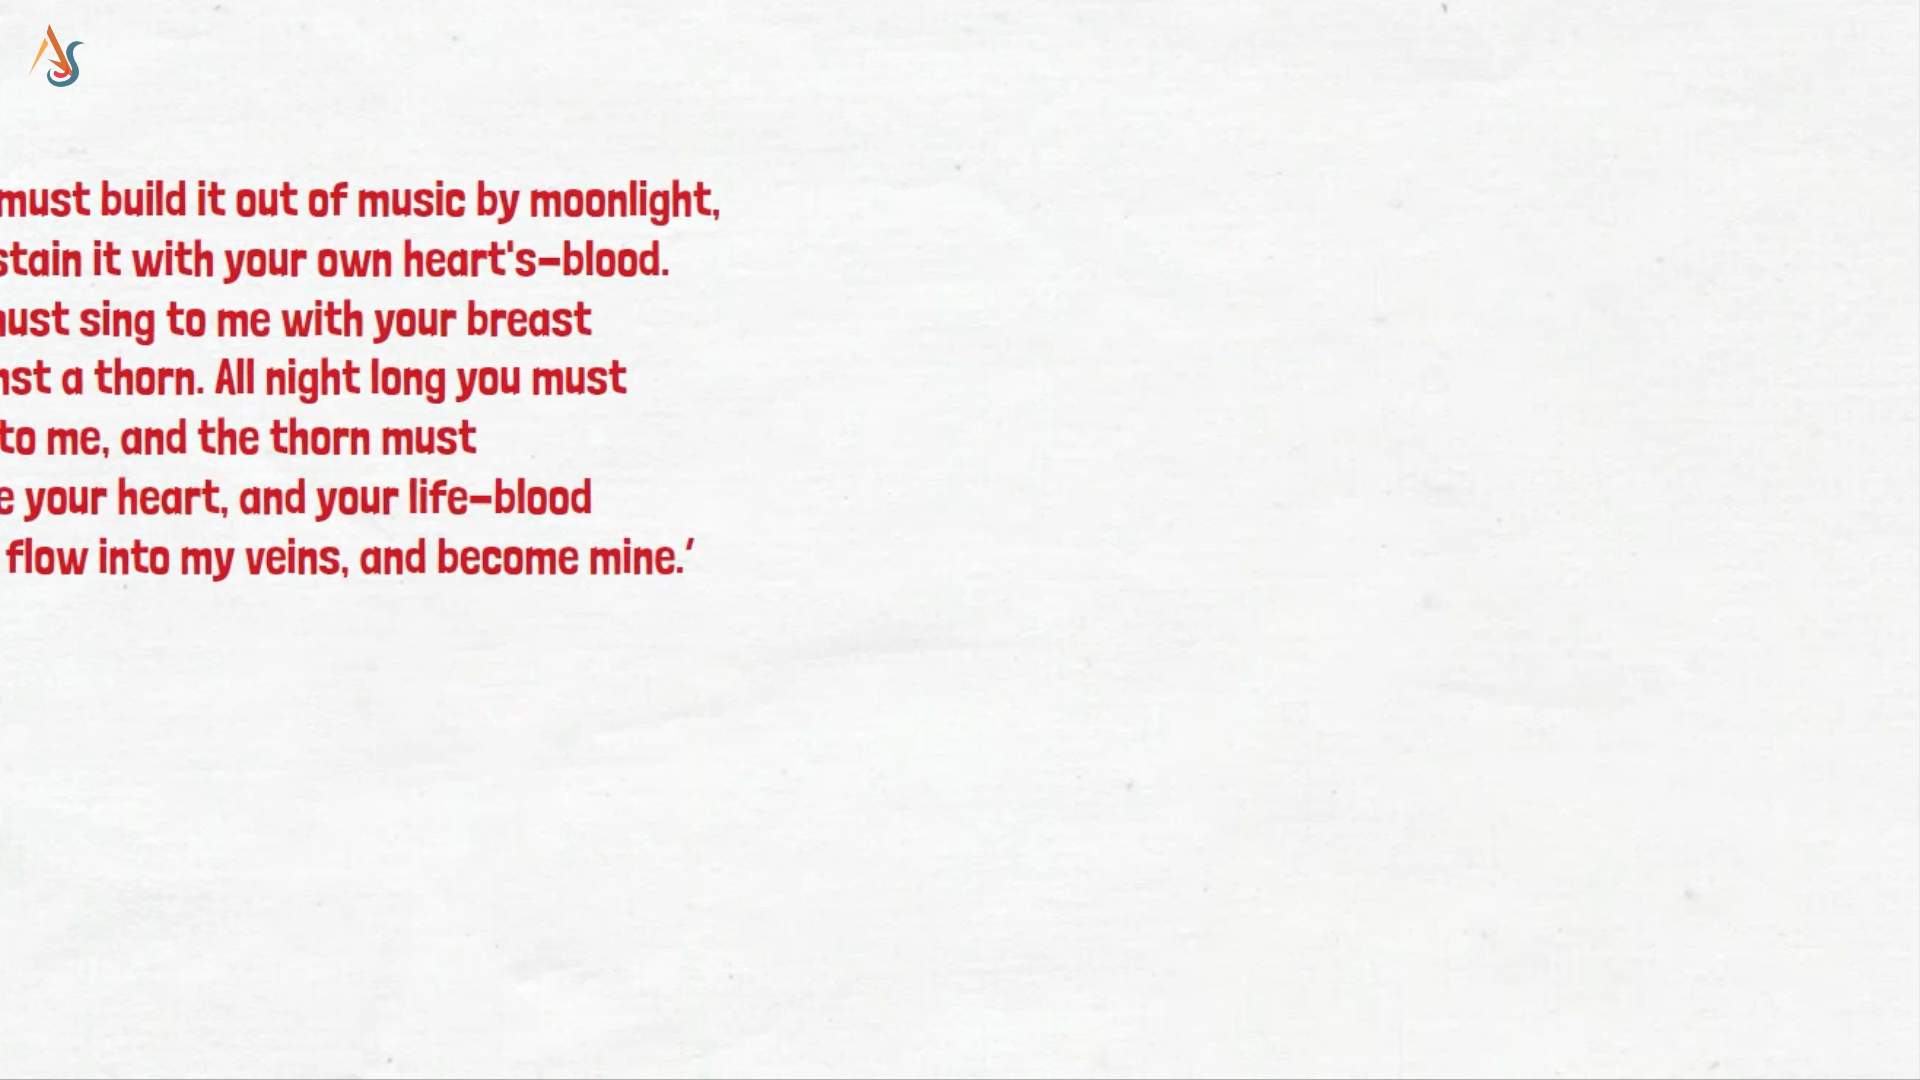 must build it out of music by moonlight,
stain it with your own heart's-blood.
must sing to me with your breast
a thorn. All night long you must
to me, and the thorn must
your heart, and your life-blood
flow into my veins, and become mine.’